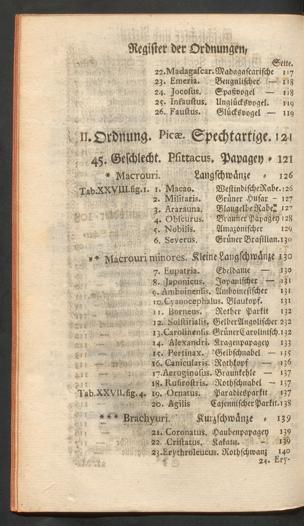 Register der Ordnungen,
Seite.
22. Madagascar. Madagascarische 117
23. Emeria. Bengalischer — 118
24. Jocosus. Spaßvogel — 118
25. Infaustus. Unglücksvogel. 119
26. Faustus. Glücksvogel — 119
II. Ordnung. Picæ. Spechtartige. 121
45. Geschlecht. Psittacus. Papagey • 121
* Macrouri. Langschwänze • 126
Tab. XXVIII. fig. 1. 1. Macao. Westindische Rabe. 126
2. Militaris. Grüner Husar - 127
3. Ararauna. Blaugelbe Rabe 127
4. Obscurus. Brauner Papagey 128
5. Nobilis. Amazonischer 129
6. Severus. Grüner Brasilian. 130
** Macrouri minores. Kleine Langschwänze 130
7. Eupatria. Edeldame — 130
8. Japonicus. Japanischer — 131
9. Amboinensis. Amboineesischer 131
10. Cyanocephalus. Blaukopf. 131
11. Borneus. Rother Parkit 132
12. Solstitialis. Gelber Angolischer 232
13. Carolinensis. Grüner Carolinisch. 132
14. Alexandri. Kragenpapagey 133
15. Pertinax. Gelbschnabel — 135
16. Canicularis. Rothkopf — 136
17. Aeruginosus. Braunkehle — 137
18. Rufirostris. Rothschnabel — 137
Tab. XXVII. fig. 4. 19. Ornatus. Paradiesparkit 137
20. Agilis Cajennischer Parkit. 138
*** Brachyuri. Kurzschwänze • 139
21. Coronatus. Haubenpapagey 139
22. Cristatus. Kakatu. - 139
23. Erythroleucus. Rothschwanz 140
24. Ery-